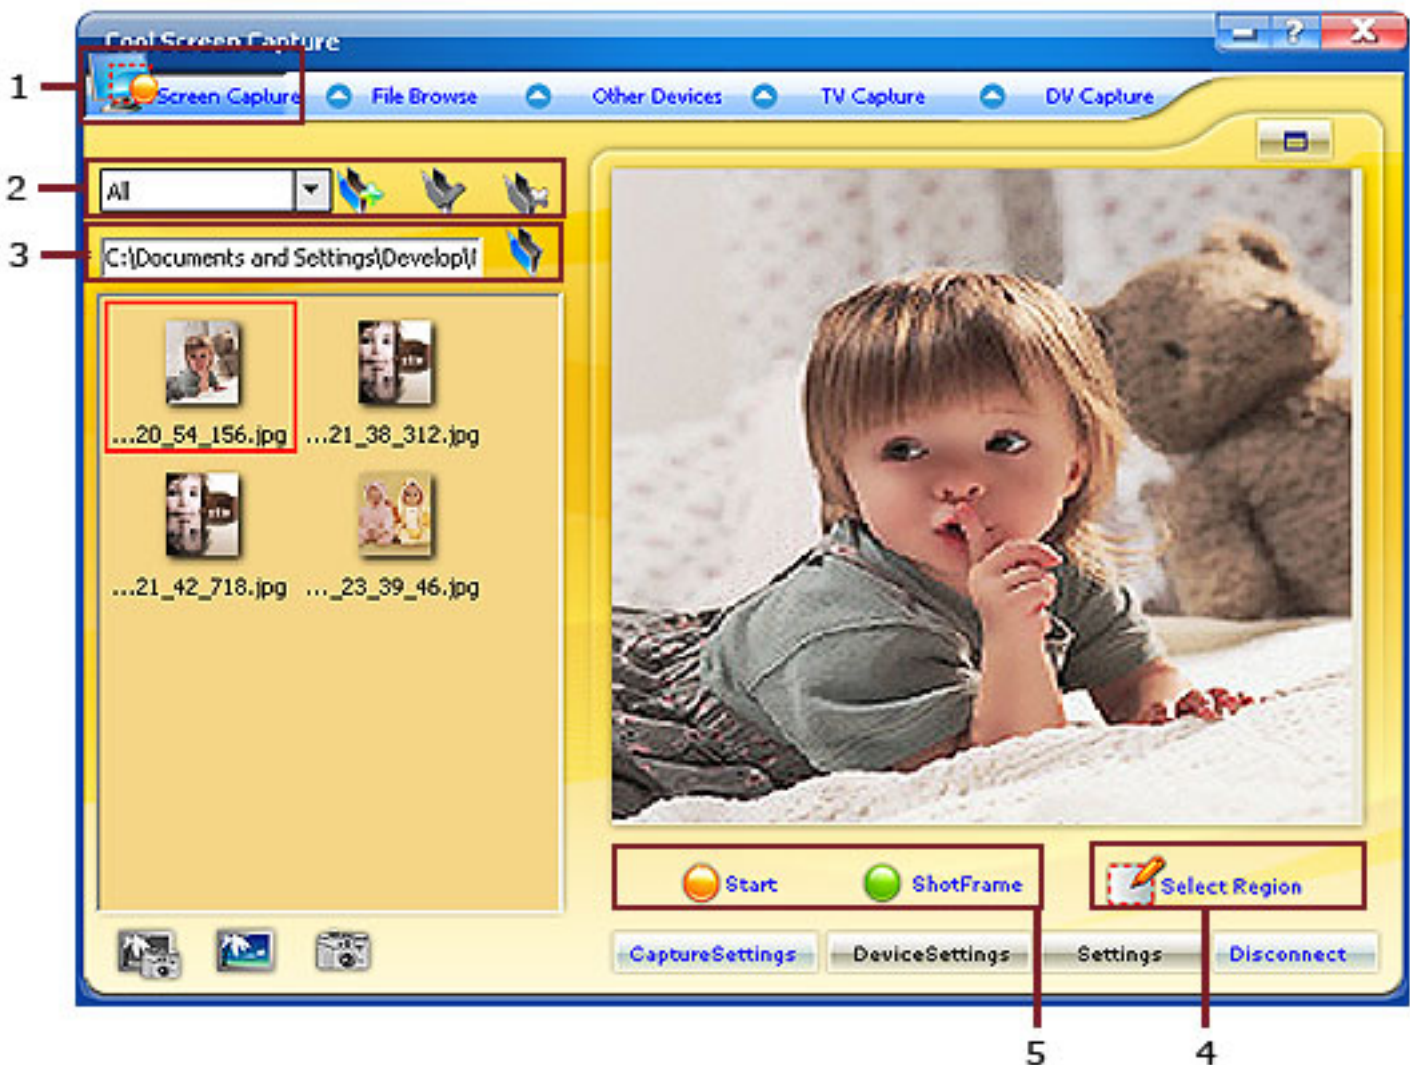 Cool Screen Capture
1
Screen Capture
File Browse
Other Devices
TV Capture
DV Capture
2
All
3
C:\Documents and Settings\Develop\
...20_54_156.jpg
...21_38_312.jpg
...21_42_718.jpg
..._23_39_46.jpg
Start
ShotFrame
Select Region
CaptureSettings
DeviceSettings
Settings
Disconnect
5
4